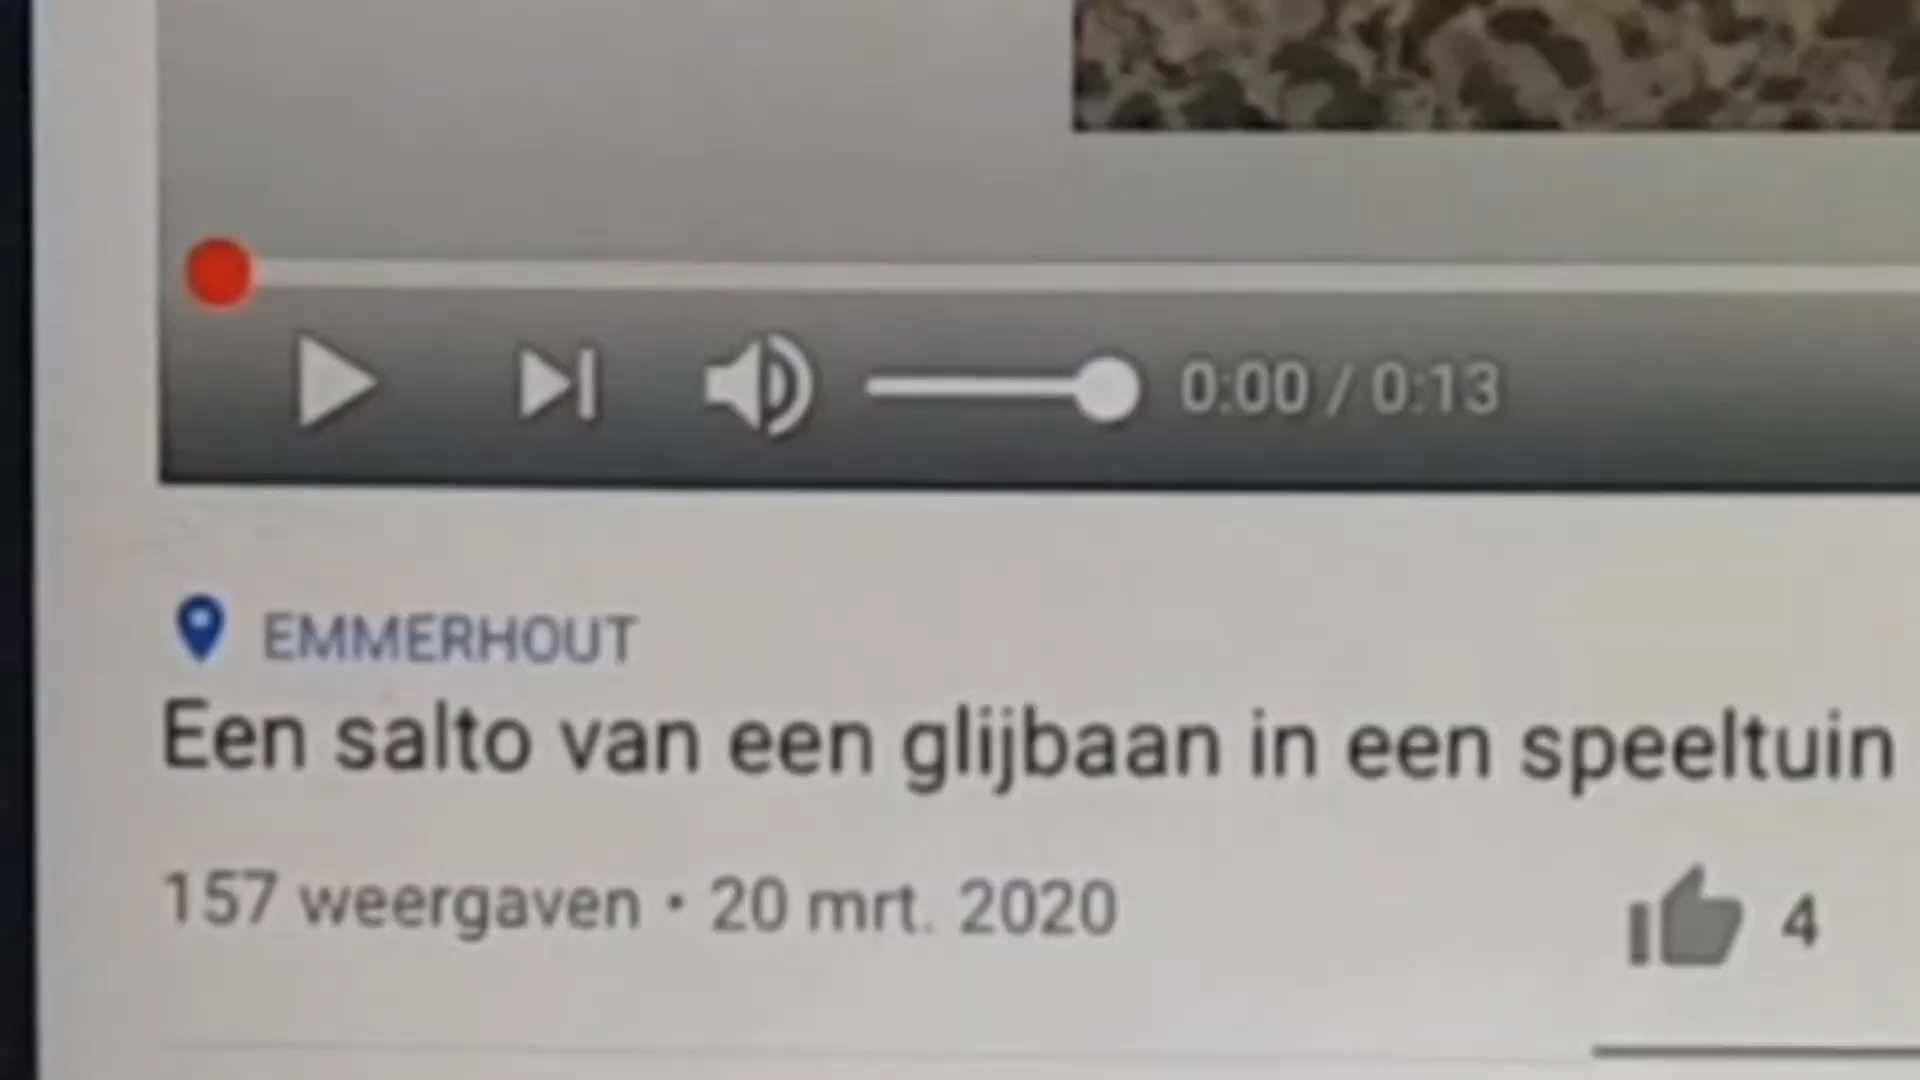 0:00 / 0:13
EMMERHOUT
Een salto van een glijbaan in een speeltuin
157 weergaven • 20 mrt. 2020
4